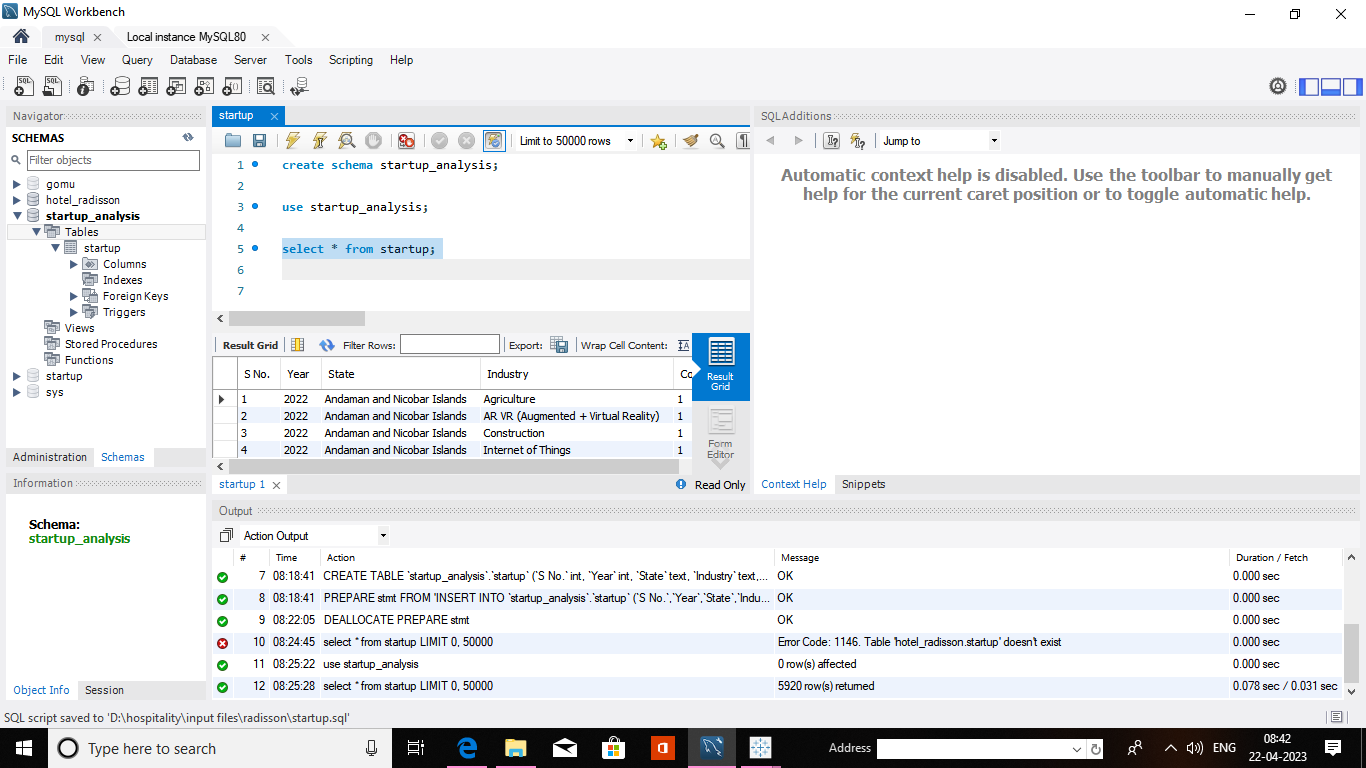 MySQL Workbench
mysql
Local instance MySQL80
File Edit View Query Database Server Tools Scripting Help
Navigator
SCHEMAS
Filter objects
gomu
hotel_radisson
startup_analysis
Tables
startup
Columns
Indexes
Foreign Keys
Triggers
Views
Stored Procedures
Functions
startup
sys
Administration Schemas
Information
Schema:
startup_analysis
Object Info Session
startup
Limit to 50000 rows
1 create schema startup_analysis;
2
3 use startup_analysis;
4
5 select * from startup;
6
7
Result Grid Filter Rows: Export: Wrap Cell Content:
S No. Year State Industry Co
1 2022 Andaman and Nicobar Islands Agriculture 1
2 2022 Andaman and Nicobar Islands AR VR (Augmented + Virtual Reality) 1
3 2022 Andaman and Nicobar Islands Construction 1
4 2022 Andaman and Nicobar Islands Internet of Things 1
Result
Grid
Form
Editor
startup 1
Read Only
SQLAdditions
Jump to
Automatic context help is disabled. Use the toolbar to manually get
help for the current caret position or to toggle automatic help.
Context Help Snippets
Output
Action Output
# Time Action Message Duration / Fetch
7 08:18:41 CREATE TABLE `startup_analysis`.`startup` (`S No.` int, `Year` int, `State` text, `Industry` text,... OK 0.000 sec
8 08:18:41 PREPARE stmt FROM 'INSERT INTO `startup_analysis`.`startup` (`S No.`,`Year`,`State`,`Indu... OK 0.000 sec
9 08:22:05 DEALLOCATE PREPARE stmt OK 0.000 sec
10 08:24:45 select * from startup LIMIT 0, 50000 Error Code: 1146. Table 'hotel_radisson.startup' doesn't exist 0.000 sec
11 08:25:22 use startup_analysis 0 row(s) affected 0.000 sec
12 08:25:28 select * from startup LIMIT 0, 50000 5920 row(s) returned 0.078 sec / 0.031 sec
SQL script saved to 'D:\hospitality\input files\radisson\startup.sql'
Type here to search
Address
ENG
08:42
22-04-2023